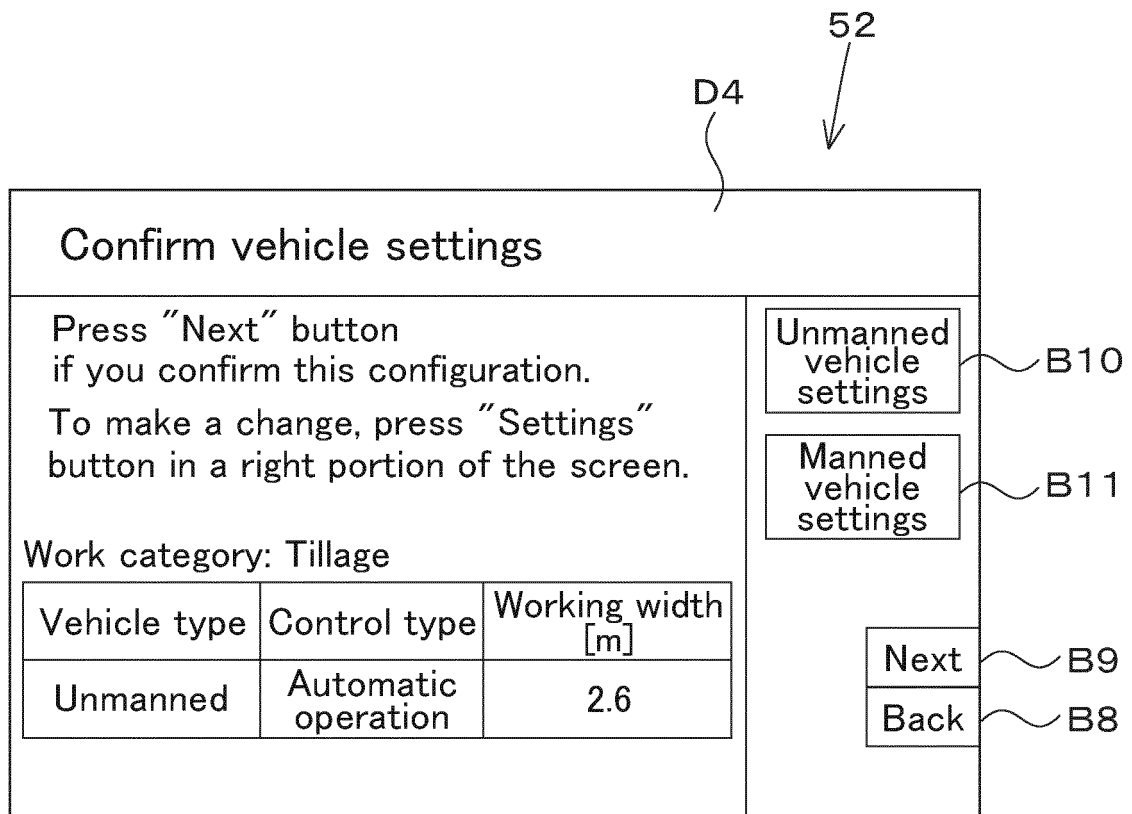 52
D4
Confirm vehicle settings
Press "Next" button
if you confirm this configuration.
To make a change, press "Settings"
button in a right portion of the screen.
Unmanned
vehicle
settings
B10
Manned
vehicle
settings
B11
Work category: Tillage
Vehicle type Control type Working width
[m]
Unmanned Automatic
operation 2.6
Next B9
Back B8